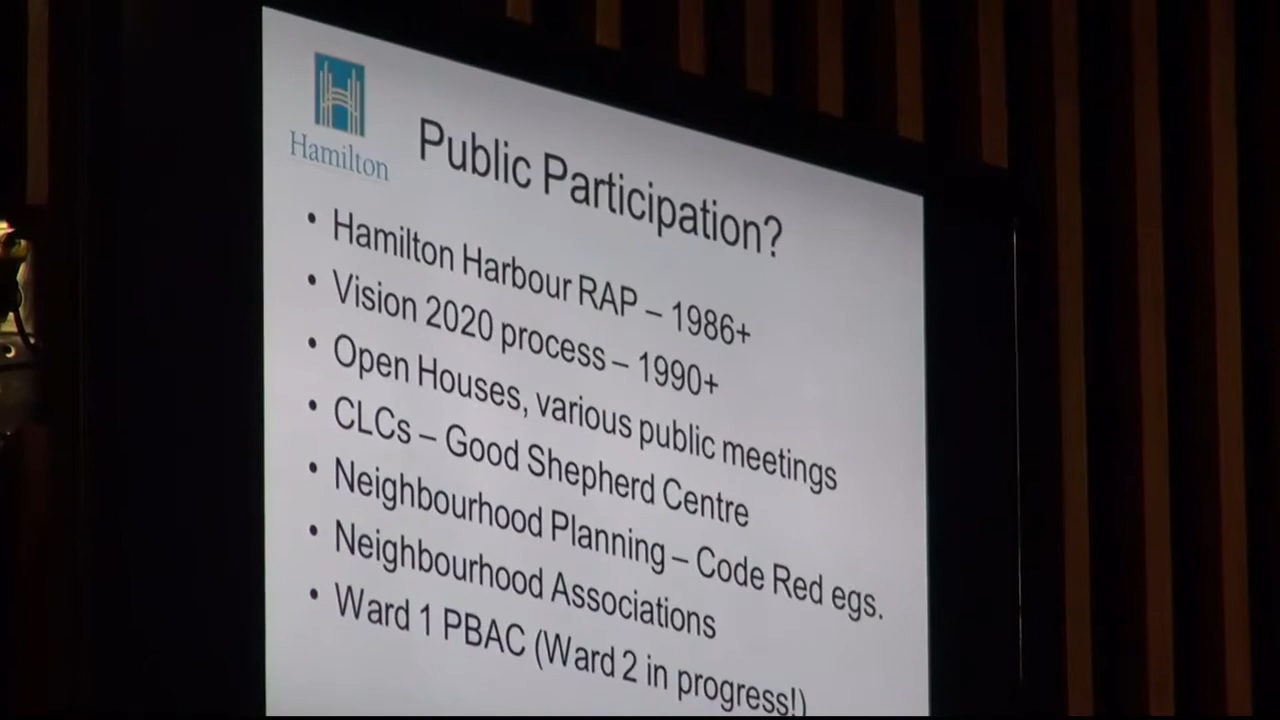 Hamilton
Public Participation?
• Hamilton Harbour RAP – 1986+
• Vision 2020 process – 1990+
• Open Houses, various public meetings
• CLCs – Good Shepherd Centre
• Neighbourhood Planning – Code Red egs.
• Neighbourhood Associations
• Ward 1 PBAC (Ward 2 in progress!)